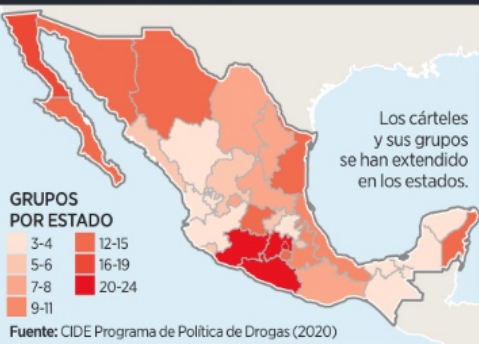 Los cárteles
y sus grupos
se han extendido
en los estados.
GRUPOS
POR ESTADO
3-4
5-6
7-8
9-11
12-15
16-19
20-24
Fuente: CIDE Programa de Política de Drogas (2020)